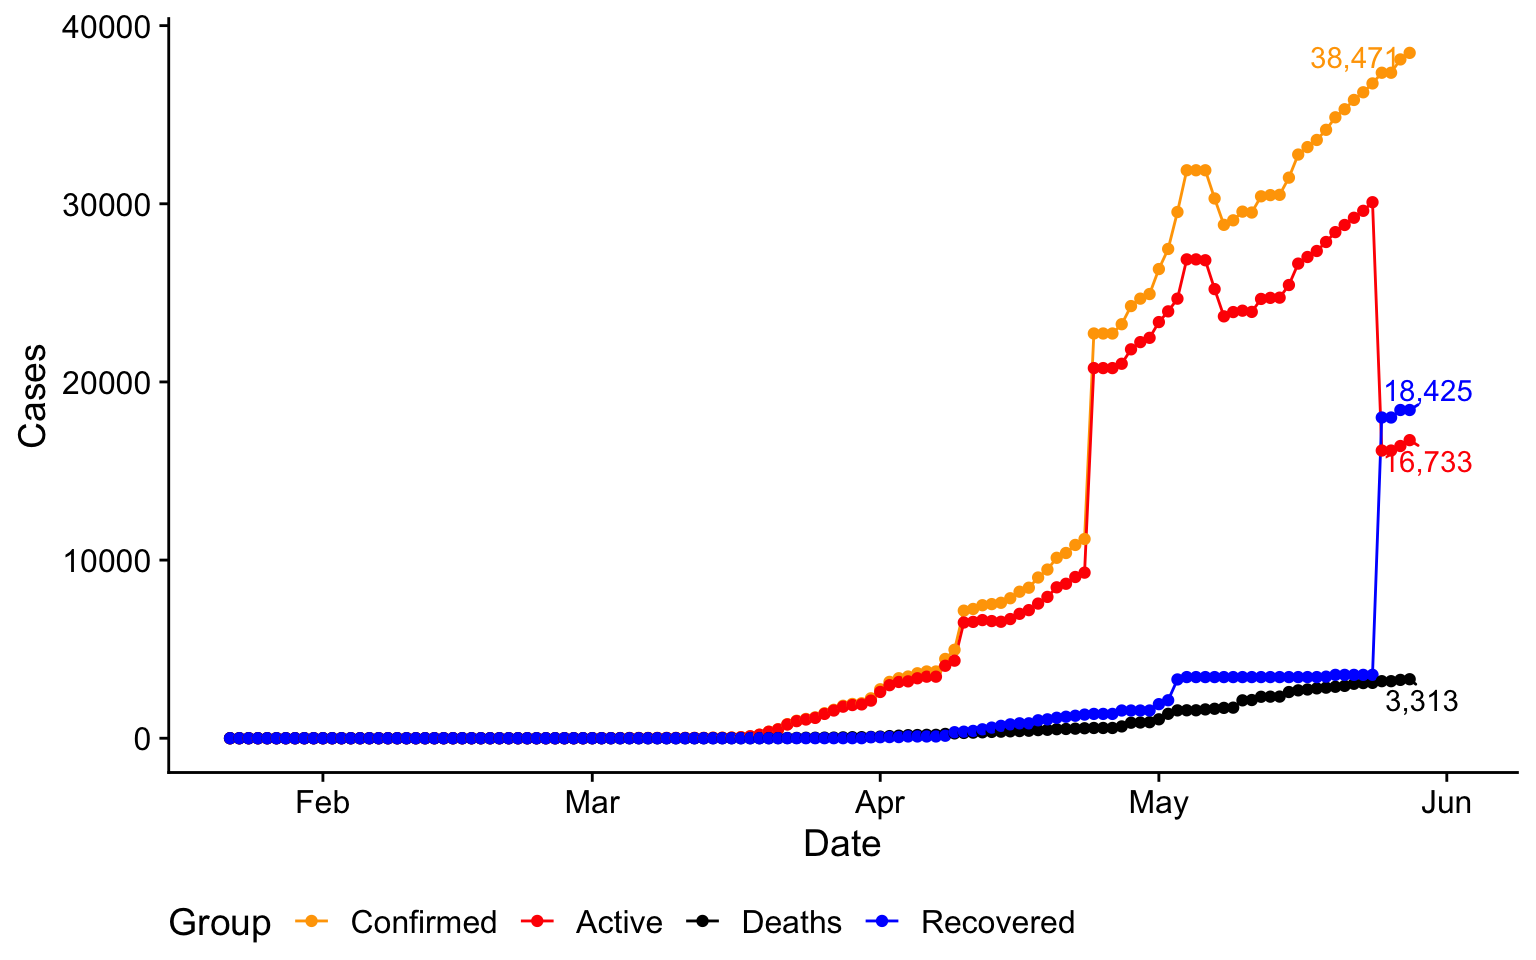 40000
38,471
30000
Cases
20000
18,425
16,733
10000
3,313
0
Feb Mar Apr May Jun
Date
Group Confirmed Active Deaths Recovered